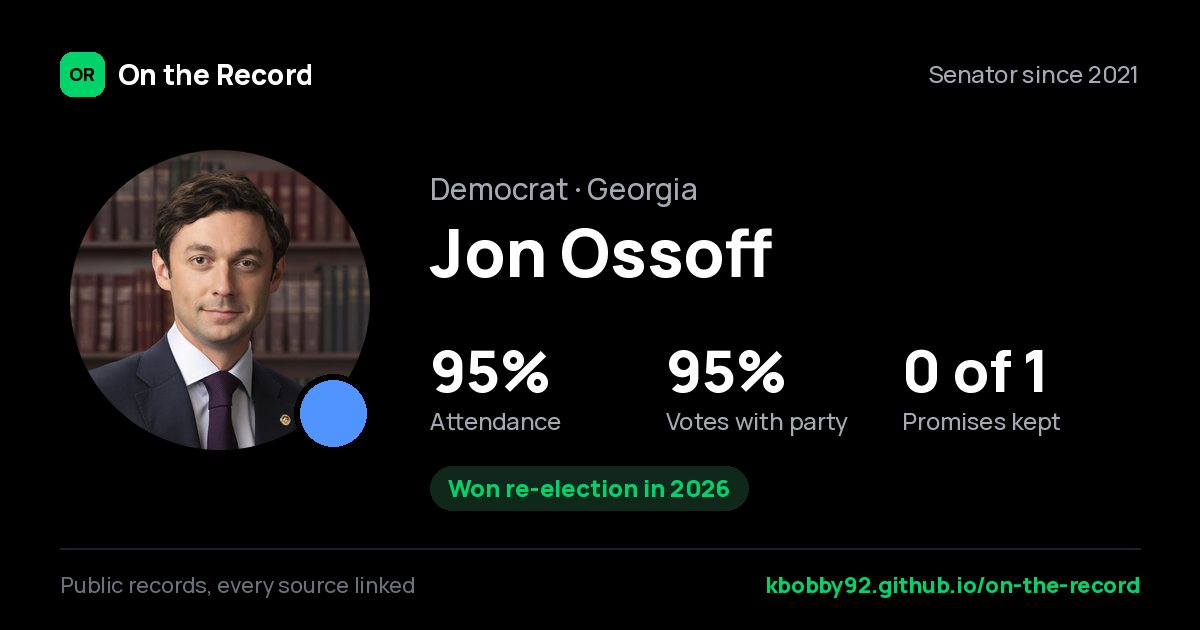 OR On the Record
Senator since 2021
Democrat · Georgia
Jon Ossoff
95% 95% 0 of 1
Attendance Votes with party Promises kept
Won re-election in 2026
Public records, every source linked
kbobby92.github.io/on-the-record